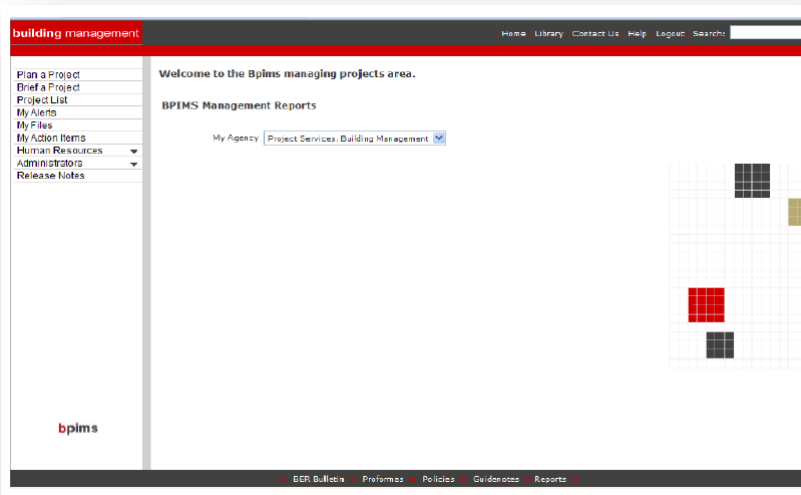 building management
Home Library Contact Us Help Logout Search:
Plan a Project
Brief a Project
Project List
My Alerts
My Files
My Action Items
Human Resources
Administrators
Release Notes
Welcome to the Bpims managing projects area.
BPIMS Management Reports
My Agency Project Services, Building Management
bpims
BER Bulletin Proformas Policies Guidenotes Reports